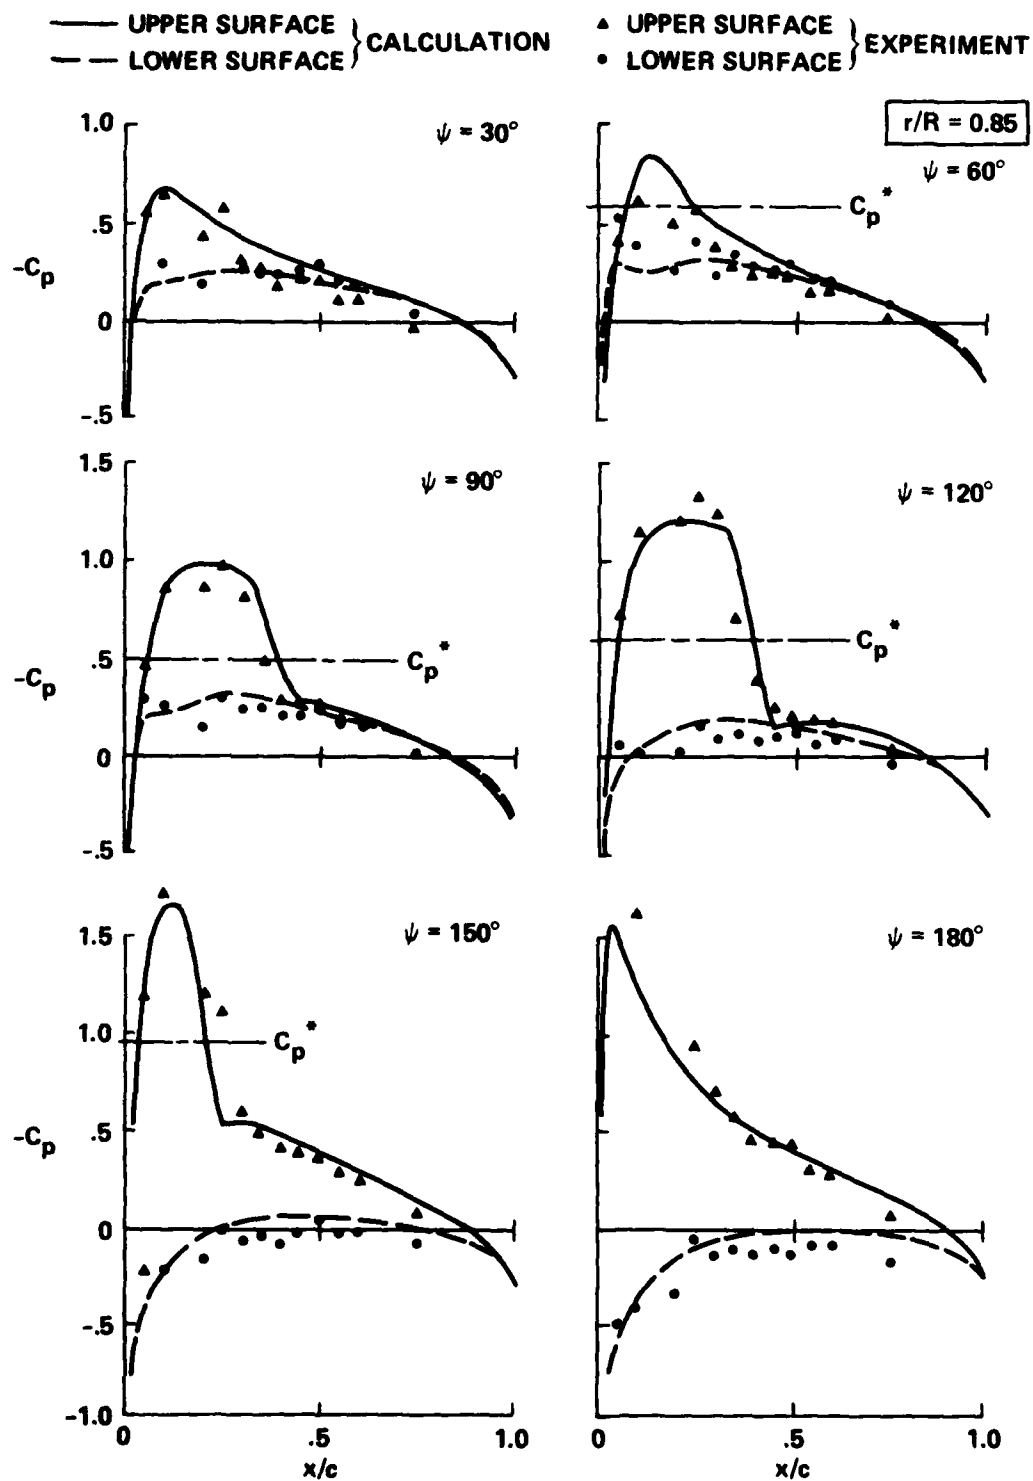 UPPER SURFACE
LOWER SURFACE
CALCULATION
UPPER SURFACE
LOWER SURFACE
EXPERIMENT
r/R = 0.85
1.0
.5
0
-.5
-Cp
ψ = 30°
ψ = 60°
Cp*
1.5
1.0
.5
0
-.5
-Cp
ψ = 90°
Cp*
ψ = 120°
Cp*
1.5
1.0
.5
0
-.5
-1.0
-Cp
ψ = 150°
Cp*
0
.5
1.0
x/c
ψ = 180°
0
.5
1.0
x/c